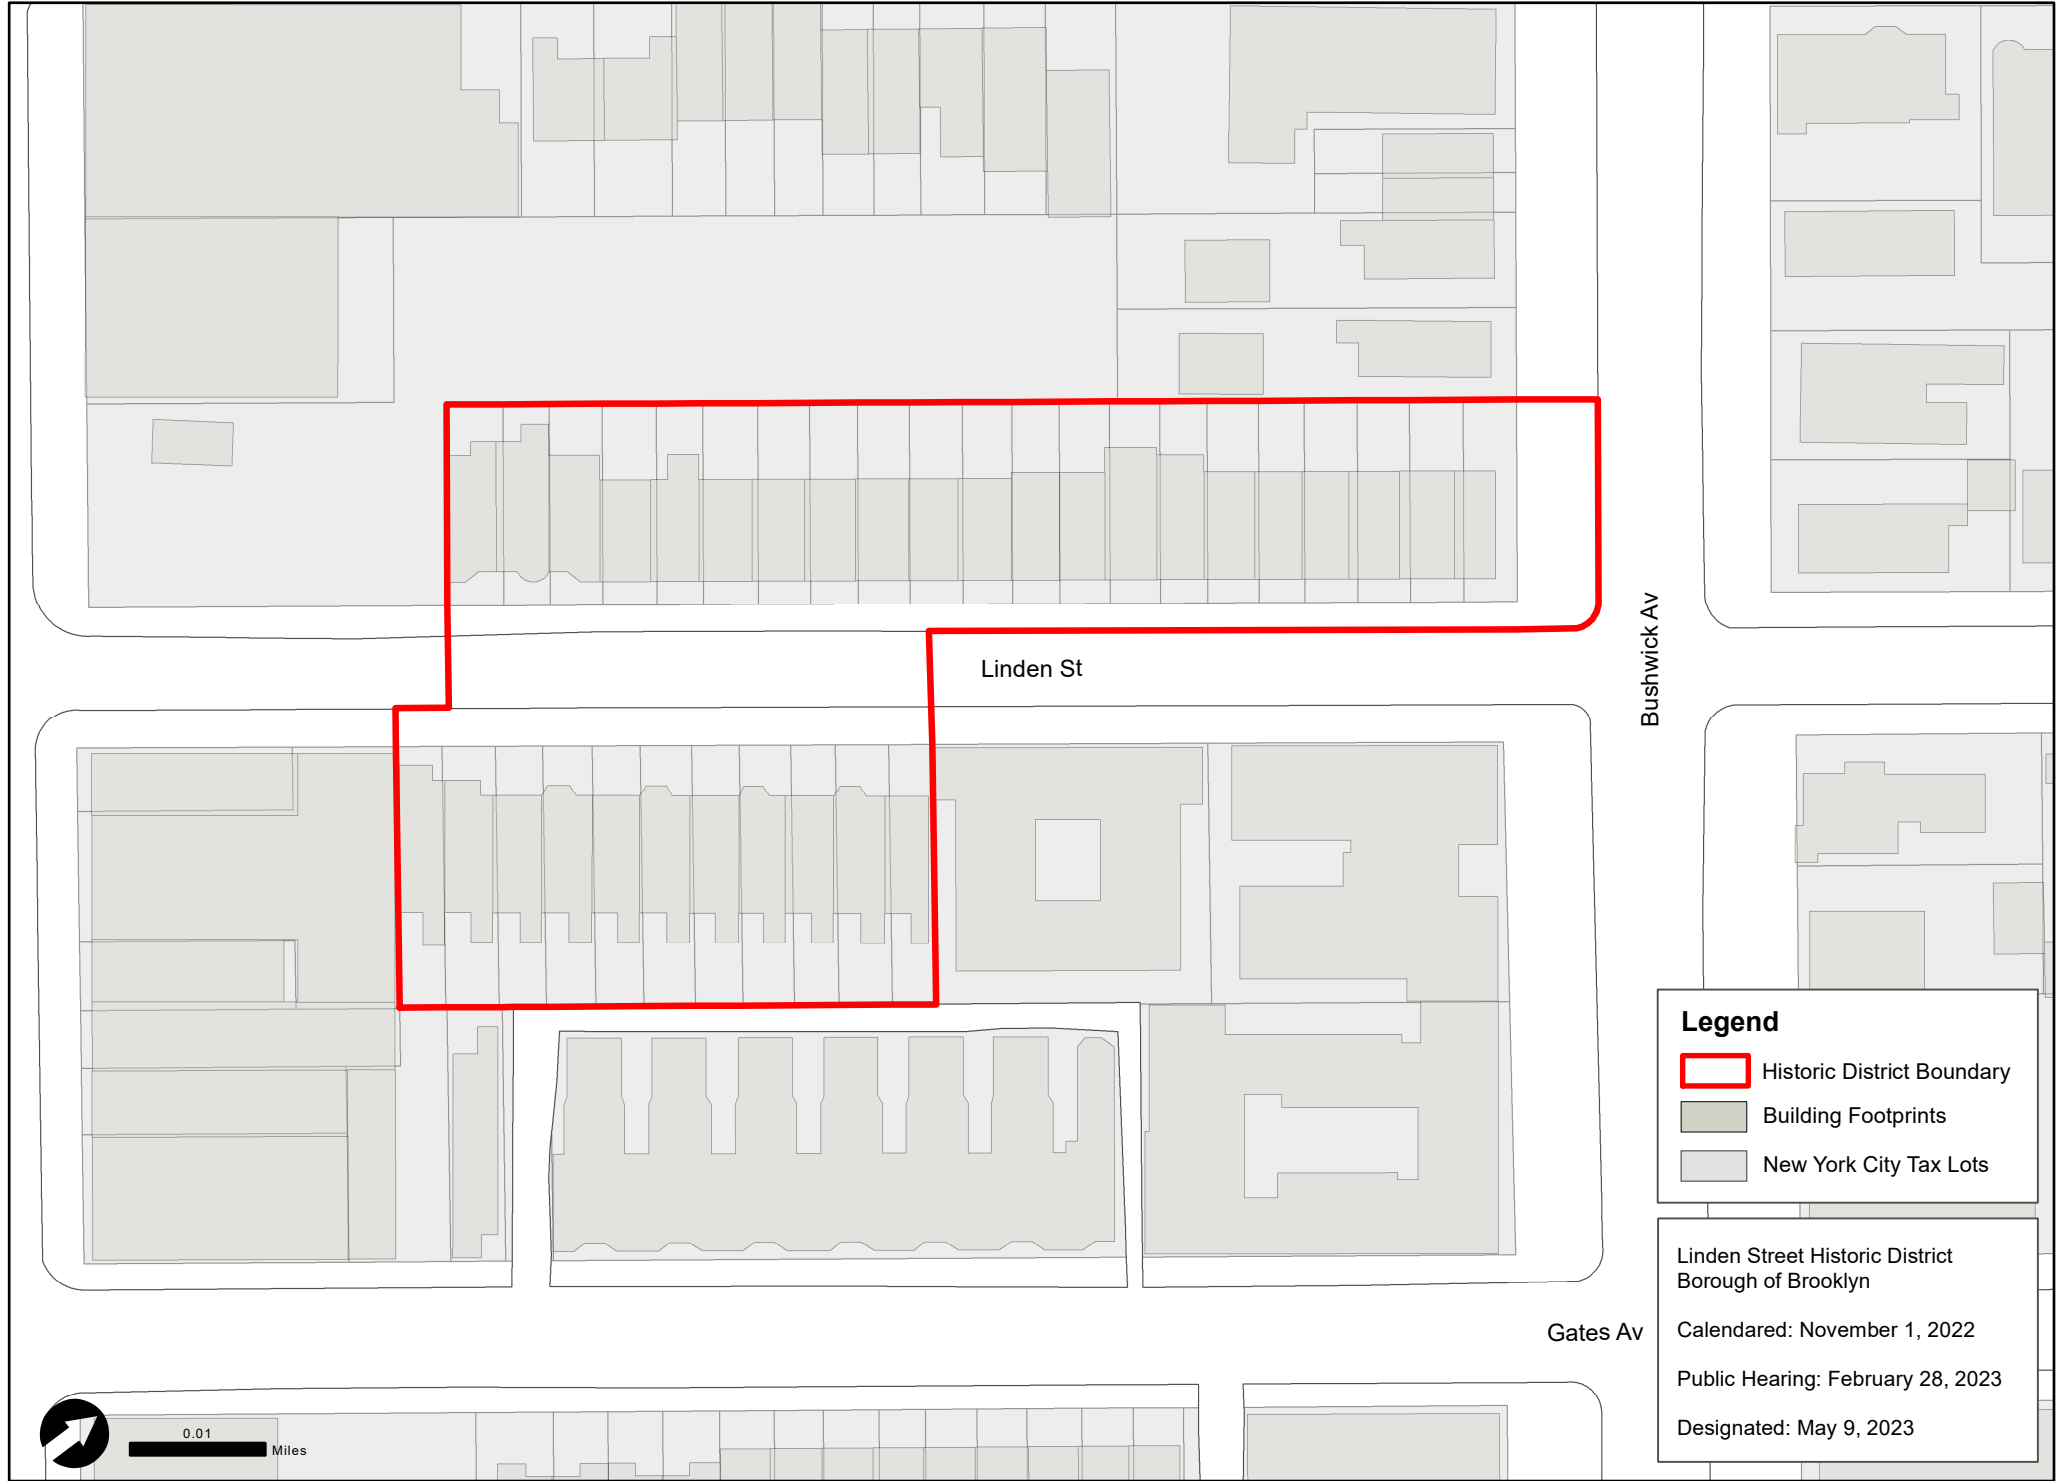 Linden St
Bushwick Av
Gates Av
Legend
Historic District Boundary
Building Footprints
New York City Tax Lots
Linden Street Historic District
Borough of Brooklyn
Calendared: November 1, 2022
Public Hearing: February 28, 2023
Designated: May 9, 2023
0.01
Miles